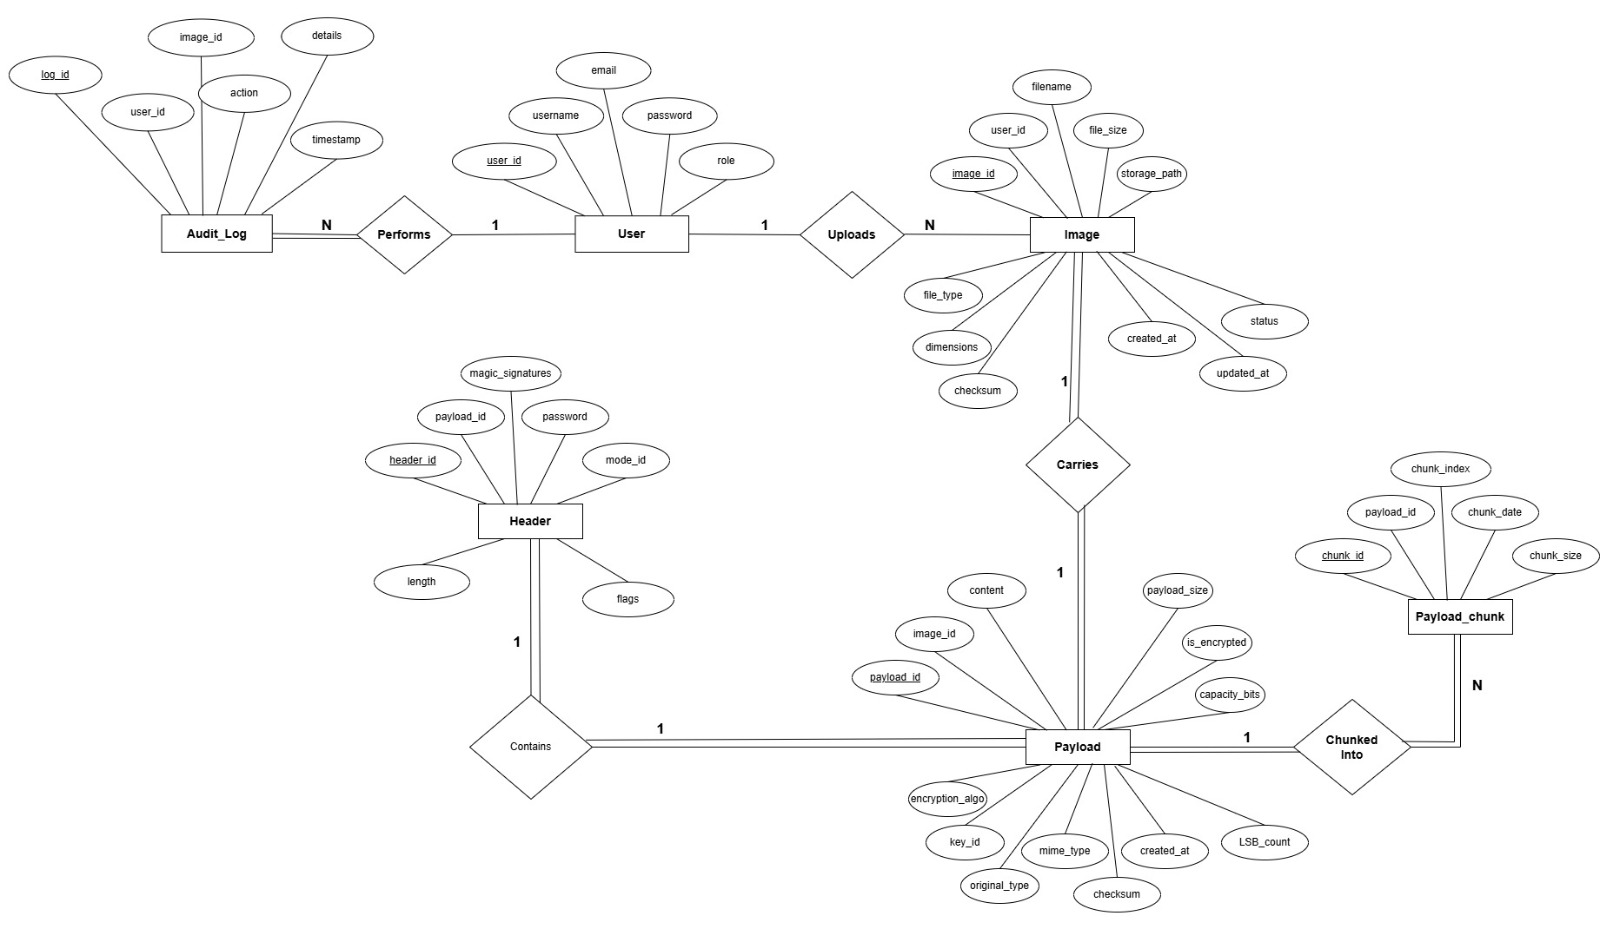 image_id
details
log_id
user_id
action
timestamp
Audit_Log
N
Performs
1
email
username
password
user_id
role
User
1
Uploads
N
filename
user_id
file_size
image_id
storage_path
Image
file_type
dimensions
checksum
created_at
updated_at
status
1
Carries
1
magic_signatures
payload_id
password
header_id
mode_id
Header
length
flags
1
Contains
1
content
payload_size
image_id
is_encrypted
payload_id
capacity_bits
Payload
encryption_algo
key_id
original_type
mime_type
checksum
created_at
LSB_count
1
Chunked
Into
N
chunk_index
payload_id
chunk_date
chunk_id
chunk_size
Payload_chunk